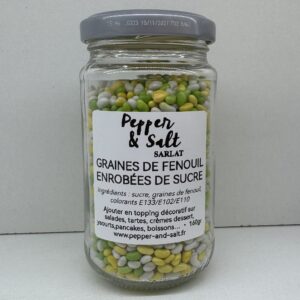 Pepper
& Salt
SARLAT
GRAINES DE FENOUIL
ENROBÉES DE SUCRE
Ingrédients : sucre, graines de fenouil,
colorants E133/E102/E110
Ajouter en topping décoratif sur
salades, tartes, crèmes dessert,
yaourts,pancakes, boissons... - 160gr
www.pepper-and-salt.fr